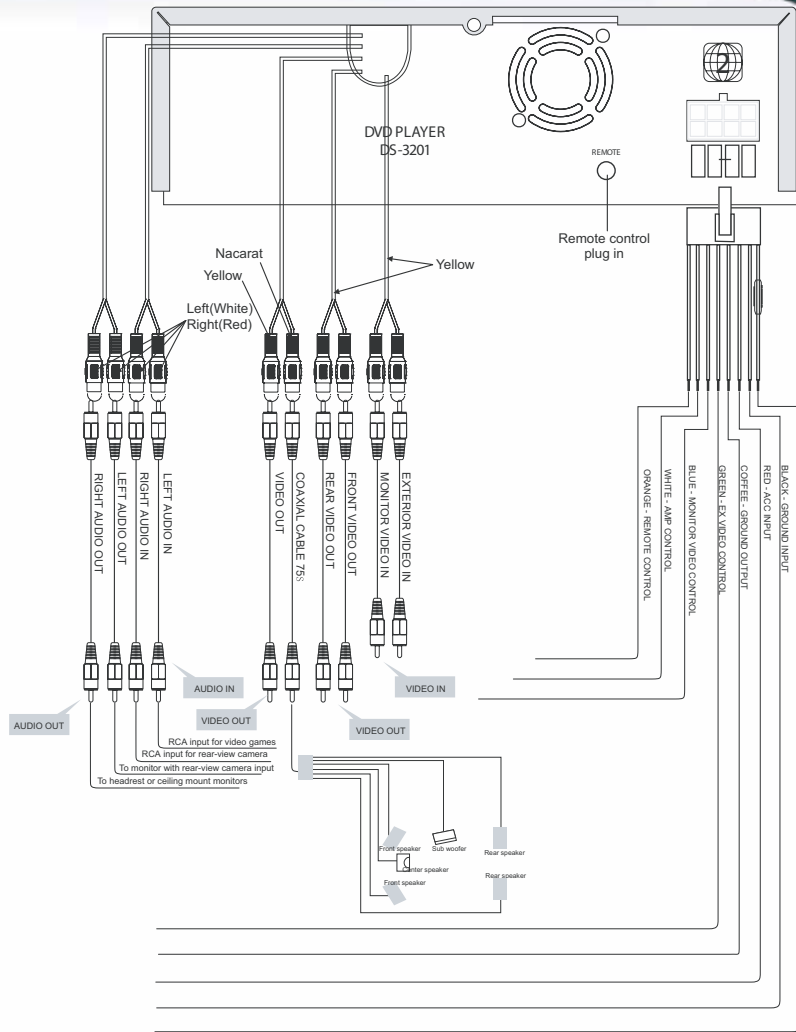 2
DVD PLAYER
DS-3201
REMOTE
Remote control
plug in
Nacarat
Yellow
Yellow
Left(White)
Right(Red)
RIGHT AUDIO OUT
LEFT AUDIO OUT
RIGHT AUDIO IN
LEFT AUDIO IN
VIDEO OUT
COAXIAL CABLE 75S
REAR VIDEO OUT
FRONT VIDEO OUT
MONITOR VIDEO IN
EXTERIOR VIDEO IN
ORANGE - REMOTE CONTROL
WHITE - AMP CONTROL
BLUE - MONITOR VIDEO CONTROL
GREEN - EX VIDEO CONTROL
COFFEE - GROUND OUTPUT
RED - ACC INPUT
BLACK - GROUND INPUT
AUDIO IN
VIDEO IN
AUDIO OUT
VIDEO OUT
VIDEO OUT
RCA input for video games
RCA input for rear-view camera
To monitor with rear-view camera input
To headrest or ceiling mount monitors
Front speaker
Sub woofer
Rear speaker
Center speaker
Front speaker
Rear speaker